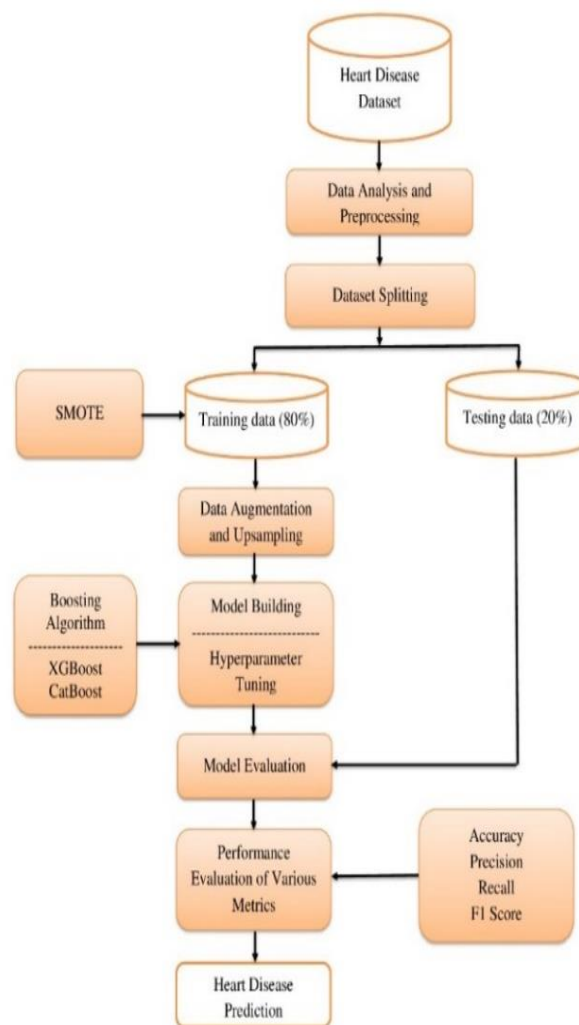 Heart Disease
Dataset
Data Analysis and
Preprocessing
Dataset Splitting
SMOTE
Training data (80%)
Testing data (20%)
Data Augmentation
and Upsampling
Boosting
Algorithm
XGBoost
CatBoost
Model Building
Hyperparameter
Tuning
Model Evaluation
Performance
Evaluation of Various
Metrics
Accuracy
Precision
Recall
F1 Score
Heart Disease
Prediction